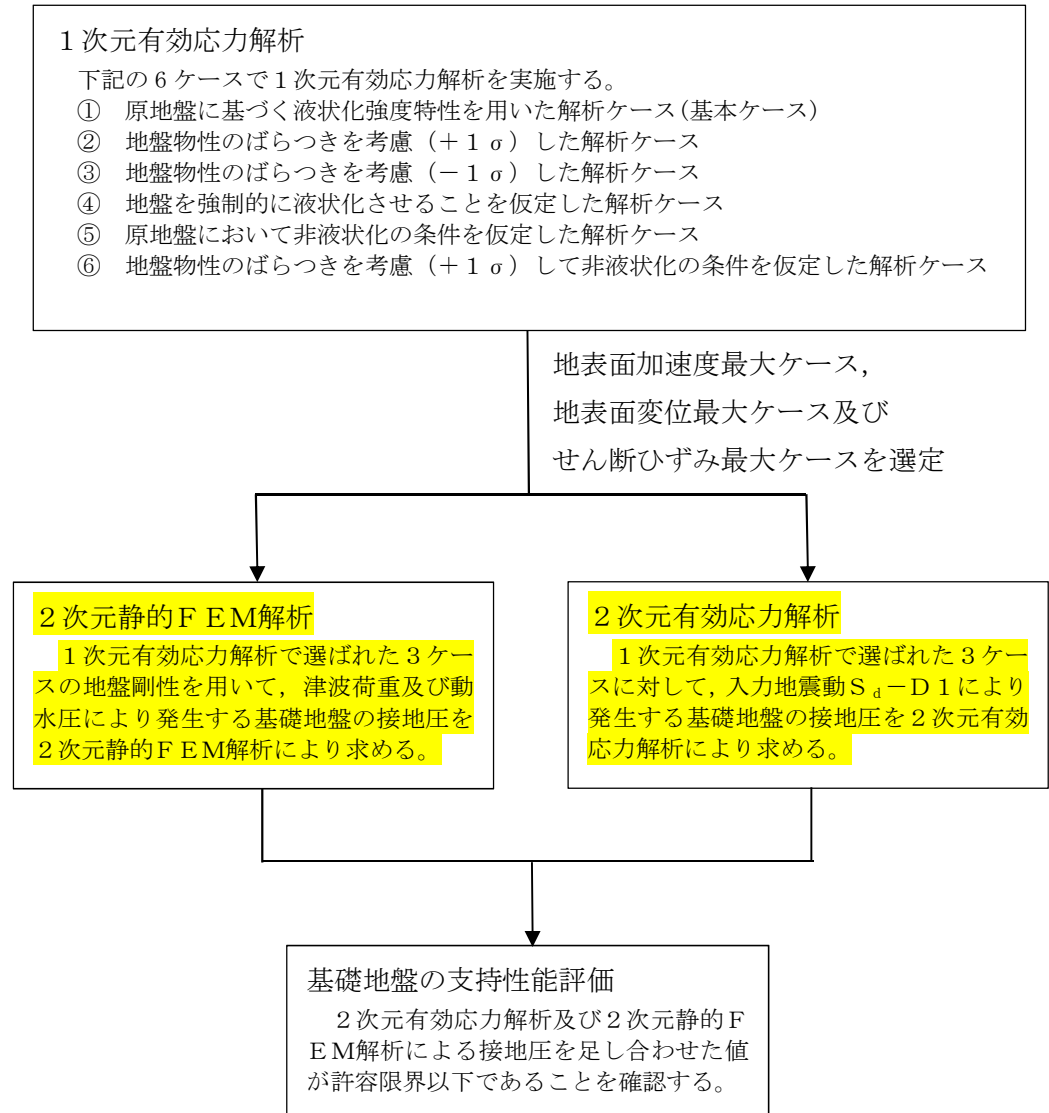 １次元有効応力解析
下記の６ケースで１次元有効応力解析を実施する。
① 原地盤に基づく液状化強度特性を用いた解析ケース(基本ケース)
② 地盤物性のばらつきを考慮（＋１σ）した解析ケース
③ 地盤物性のばらつきを考慮（－１σ）した解析ケース
④ 地盤を強制的に液状化させることを仮定した解析ケース
⑤ 原地盤において非液状化の条件を仮定した解析ケース
⑥ 地盤物性のばらつきを考慮（＋１σ）して非液状化の条件を仮定した解析ケース
地表面加速度最大ケース，
地表面変位最大ケース及び
せん断ひずみ最大ケースを選定
２次元静的ＦＥＭ解析
１次元有効応力解析で選ばれた３ケー
スの地盤剛性を用いて，津波荷重及び動
水圧により発生する基礎地盤の接地圧を
２次元静的ＦＥＭ解析により求める。
２次元有効応力解析
１次元有効応力解析で選ばれた３ケー
スに対して，入力地震動Ｓｄ－Ｄ１により
発生する基礎地盤の接地圧を２次元有効
応力解析により求める。
基礎地盤の支持性能評価
２次元有効応力解析及び２次元静的Ｆ
ＥＭ解析による接地圧を足し合わせた値
が許容限界以下であることを確認する。